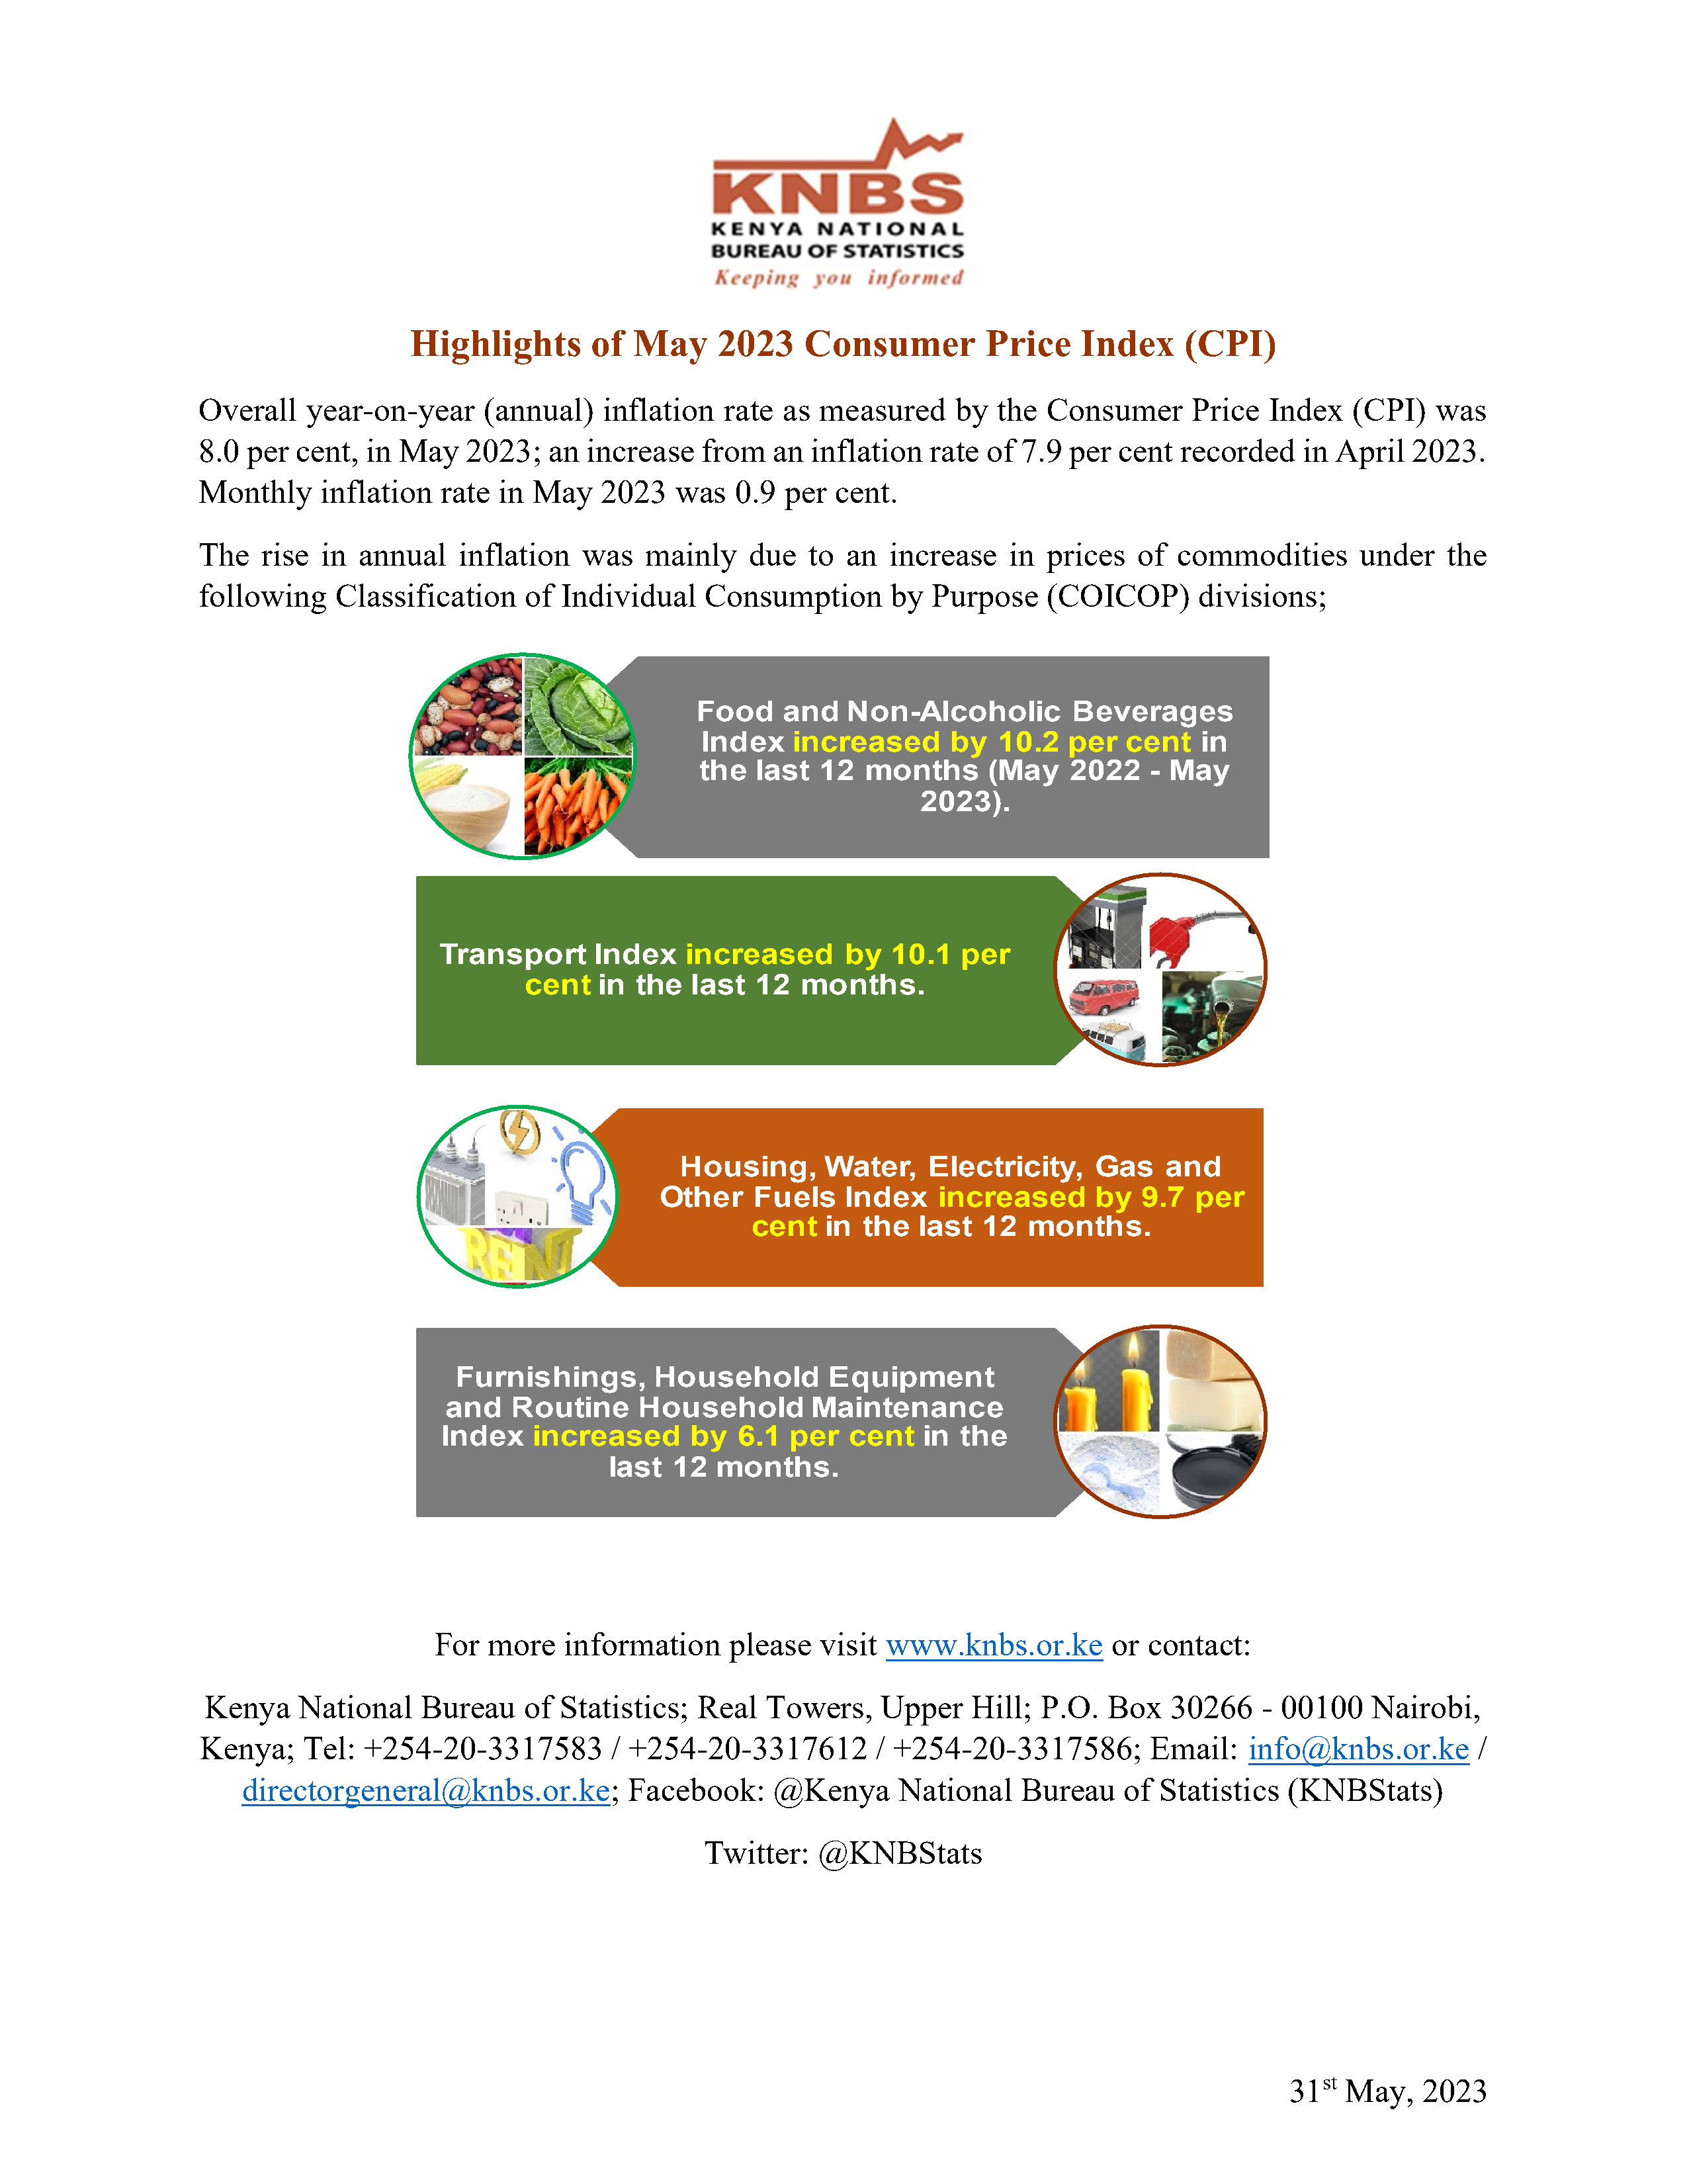 KNBS
KENYA NATIONAL
BUREAU OF STATISTICS
Keeping you informed
Highlights of May 2023 Consumer Price Index (CPI)
Overall year-on-year (annual) inflation rate as measured by the Consumer Price Index (CPI) was
8.0 per cent, in May 2023; an increase from an inflation rate of 7.9 per cent recorded in April 2023.
Monthly inflation rate in May 2023 was 0.9 per cent.
The rise in annual inflation was mainly due to an increase in prices of commodities under the
following Classification of Individual Consumption by Purpose (COICOP) divisions;
Food and Non-Alcoholic Beverages
Index increased by 10.2 per cent in
the last 12 months (May 2022 - May
2023).
Transport Index increased by 10.1 per
cent in the last 12 months.
RENT
Housing, Water, Electricity, Gas and
Other Fuels Index increased by 9.7 per
cent in the last 12 months.
Furnishings, Household Equipment
and Routine Household Maintenance
Index increased by 6.1 per cent in the
last 12 months.
For more information please visit www.knbs.or.ke or contact:
Kenya National Bureau of Statistics; Real Towers, Upper Hill; P.O. Box 30266 - 00100 Nairobi,
Kenya; Tel: +254-20-3317583 / +254-20-3317612 / +254-20-3317586; Email: info@knbs.or.ke /
directorgeneral@knbs.or.ke; Facebook: @Kenya National Bureau of Statistics (KNBStats)
Twitter: @KNBStats
31st May, 2023